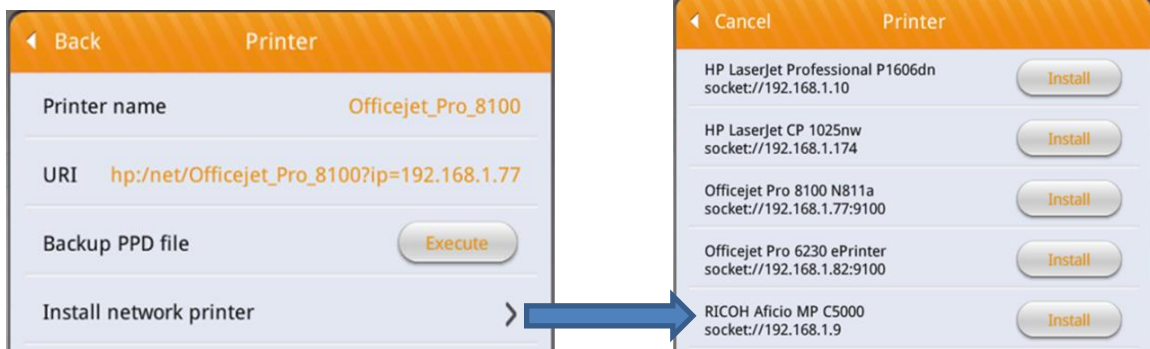 Back Printer
Printer name Officejet_Pro_8100
URI hp:/net/Officejet_Pro_8100?ip=192.168.1.77
Backup PPD file Execute
Install network printer
Cancel Printer
HP LaserJet Professional P1606dn
socket://192.168.1.10
Install
HP LaserJet CP 1025nw
socket://192.168.1.174
Install
Officejet Pro 8100 N811a
socket://192.168.1.77:9100
Install
Officejet Pro 6230 ePrinter
socket://192.168.1.82:9100
Install
RICOH Aficio MP C5000
socket://192.168.1.9
Install